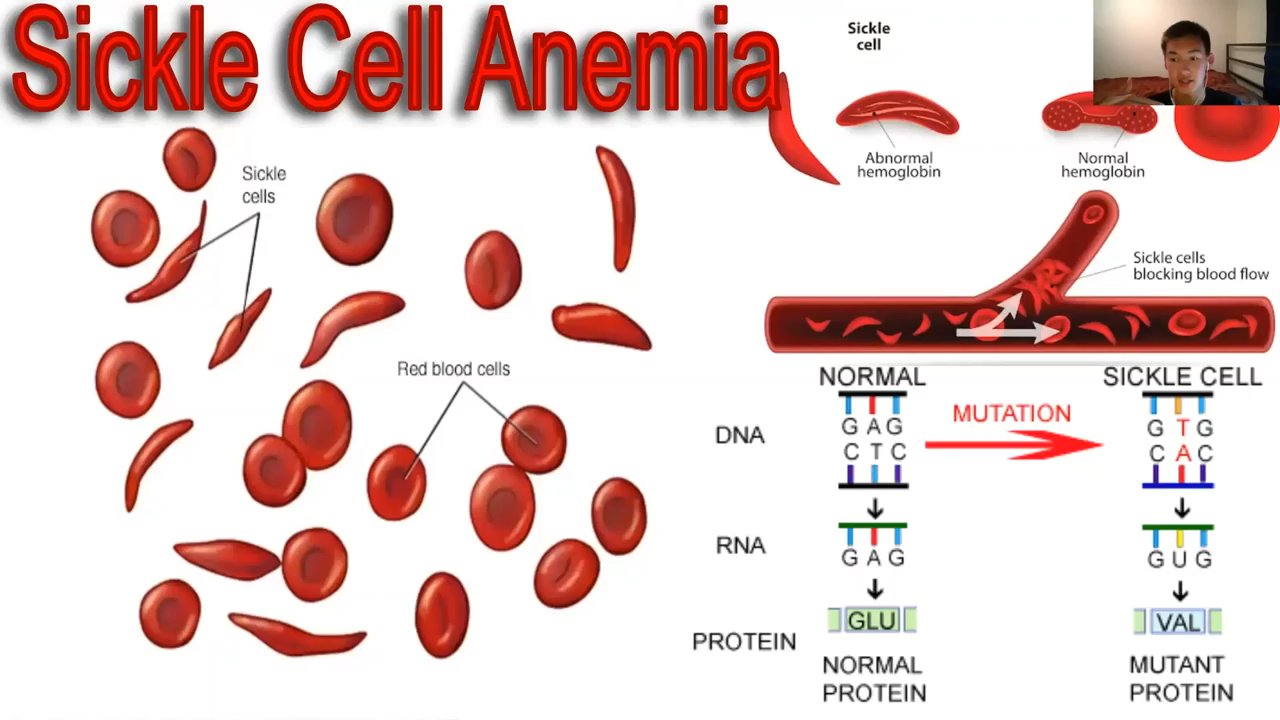 Sickle Cell Anemia
Sickle
cell
Abnormal
hemoglobin
Normal
hemoglobin
Sickle
cells
Sickle cells
blocking blood flow
Red blood cells
NORMAL
SICKLE CELL
MUTATION
DNA
G A G
C T C
G T G
C A C
RNA
G A G
G U G
PROTEIN
GLU
VAL
NORMAL
PROTEIN
MUTANT
PROTEIN